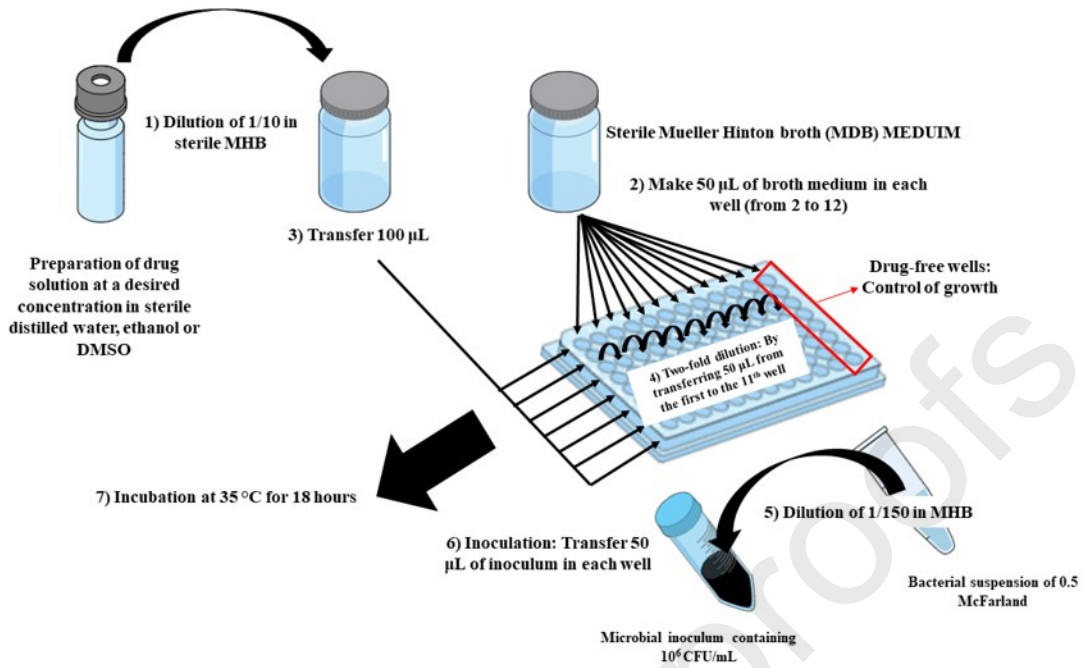 1) Dilution of 1/10 in
sterile MHB
Sterile Mueller Hinton broth (MDB) MEDUIM
2) Make 50 µL of broth medium in each
well (from 2 to 12)
3) Transfer 100 µL
Preparation of drug
solution at a desired
concentration in sterile
distilled water, ethanol or
DMSO
Drug-free wells:
Control of growth
4) Two-fold dilution: By
transferring 50 µL from
the first to the 11th well
7) Incubation at 35 °C for 18 hours
5) Dilution of 1/150 in MHB
6) Inoculation: Transfer 50
µL of inoculum in each
well
Bacterial suspension of 0.5
McFarland
Microbial inoculum containing
10⁶ CFU/mL
proofs